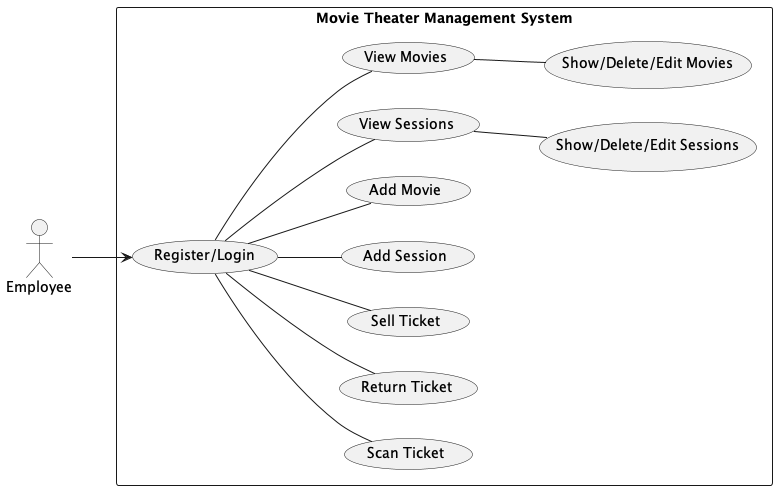 Movie Theater Management System
View Movies
Show/Delete/Edit Movies
View Sessions
Show/Delete/Edit Sessions
Add Movie
Register/Login
Add Session
Employee
Sell Ticket
Return Ticket
Scan Ticket